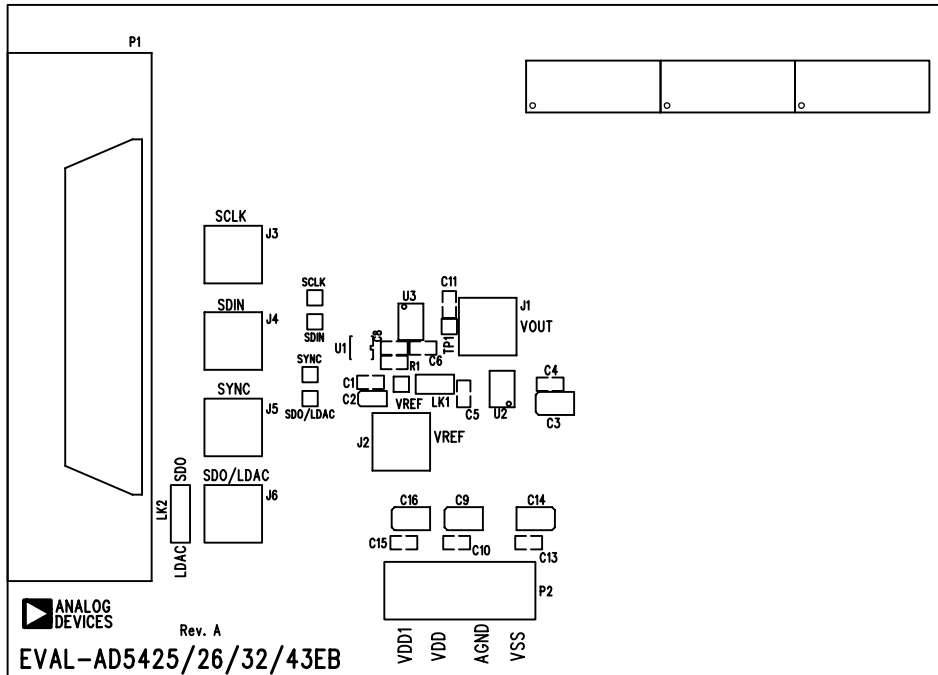 P1
SCLK
J3
SDIN
J4
SYNC
J5
SDO/LDAC
J6
SDO
LK2
LDAC
SCLK
SDIN
SYNC
SDO/LDAC
U3
C11
J1
VOUT
TP1
U1
C8
C6
R1
C1
C2
VREF
LK1
C5
U2
C4
C3
J2
VREF
C16
C9
C14
C15
C10
C13
P2
VDD1
VDD
AGND
VSS
ANALOG
DEVICES
Rev. A
EVAL-AD5425/26/32/43EB